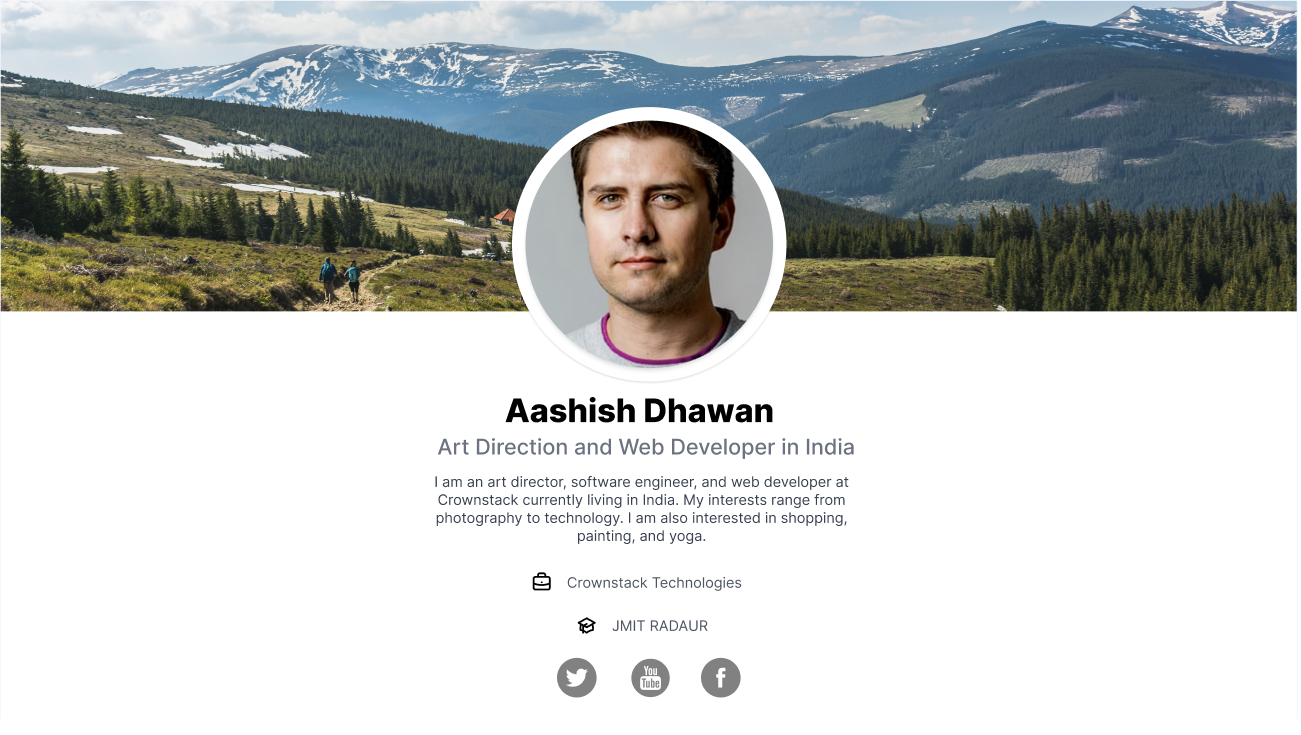 Aashish Dhawan
Art Direction and Web Developer in India
I am an art director, software engineer, and web developer at
Crownstack currently living in India. My interests range from
photography to technology. I am also interested in shopping,
painting, and yoga.
Crownstack Technologies
JMIT RADAUR
You
Tube
f